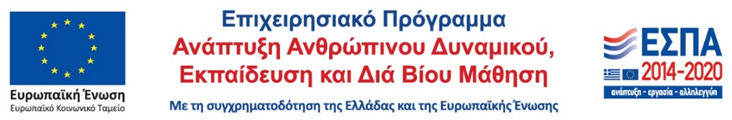 Ευρωπαϊκή Ένωση
Ευρωπαϊκό Κοινωνικό Ταμείο
Επιχειρησιακό Πρόγραμμα
Ανάπτυξη Ανθρώπινου Δυναμικού,
Εκπαίδευση και Διά Βίου Μάθηση
Με τη συγχρηματοδότηση της Ελλάδας και της Ευρωπαϊκής Ένωσης
ΕΣΠΑ
2014-2020
ανάπτυξη - εργασία - αλληλεγγύη